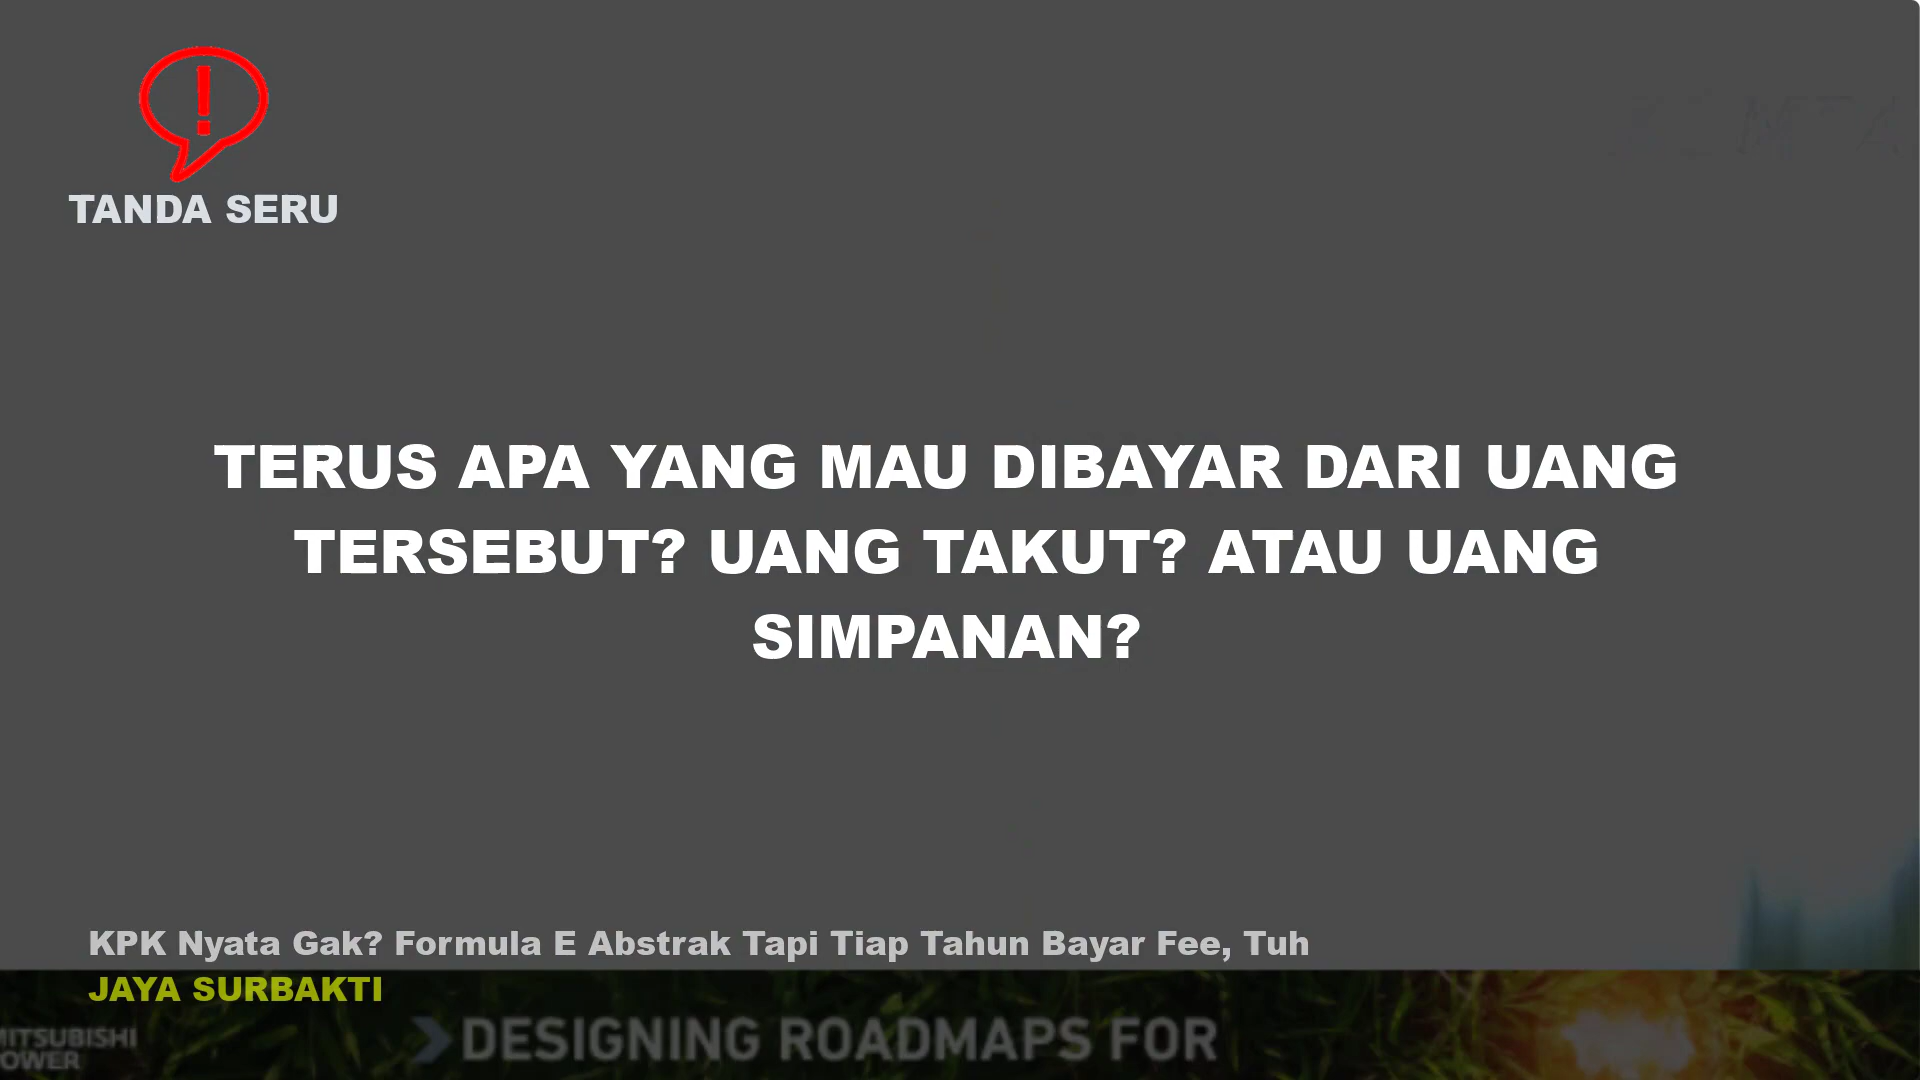 TANDA SERU
TERUS APA YANG MAU DIBAYAR DARI UANG
TERSEBUT? UANG TAKUT? ATAU UANG
SIMPANAN?
KPK Nyata Gak? Formula E Abstrak Tapi Tiap Tahun Bayar Fee, Tuh
JAYA SURBAKTI
DESIGNING ROADMAPS FOR